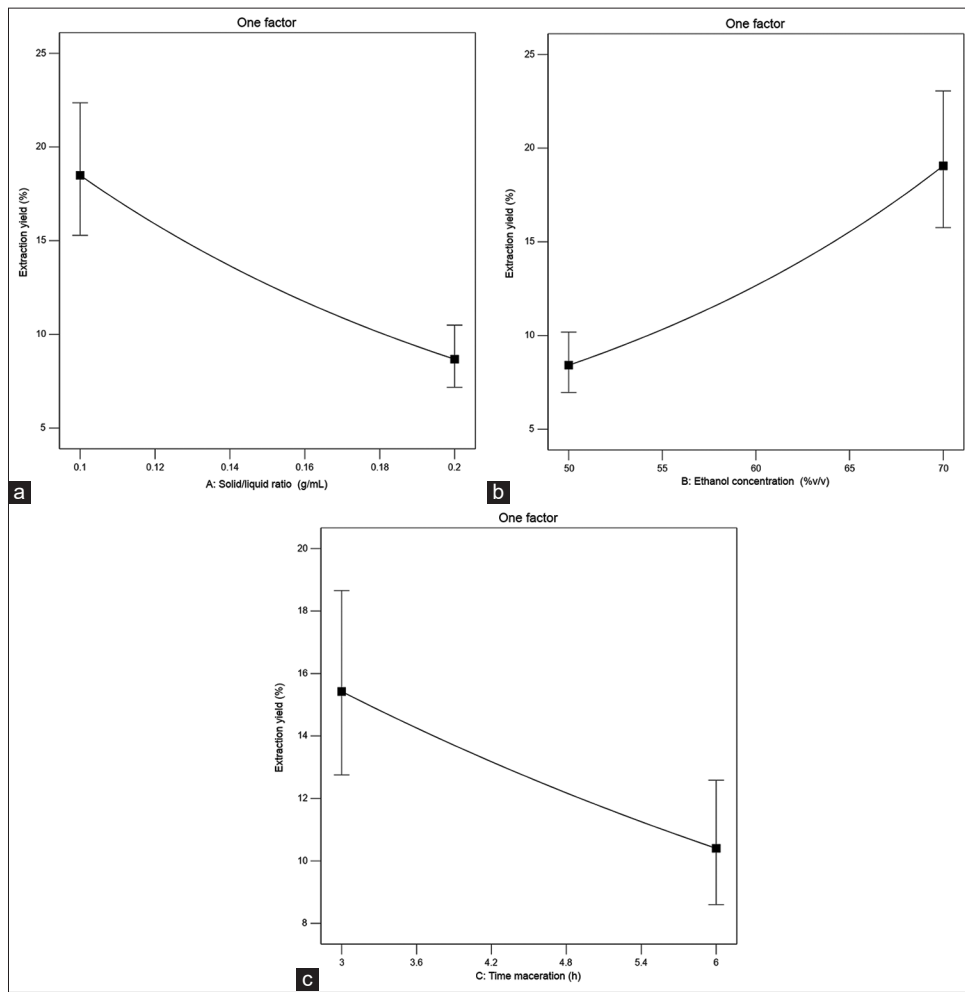 One factor
25
20
15
10
5
Extraction yield (%)
0.1 0.12 0.14 0.16 0.18 0.2
A: Solid/liquid ratio (g/mL)
a
One factor
25
20
15
10
5
Extraction yield (%)
50 55 60 65 70
B: Ethanol concentration (%v/v)
b
One factor
20
18
16
14
12
10
8
Extraction yield (%)
3 3.6 4.2 4.8 5.4 6
C: Time maceration (h)
c